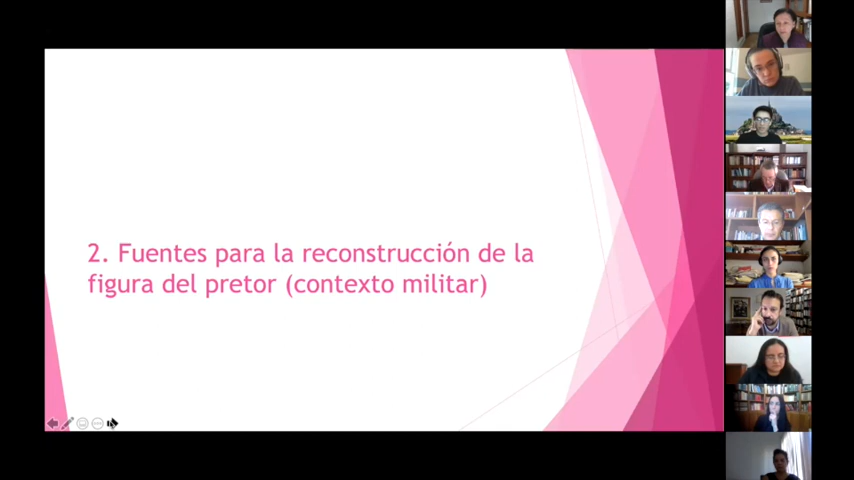 2. Fuentes para la reconstrucción de la
figura del pretor (contexto militar)